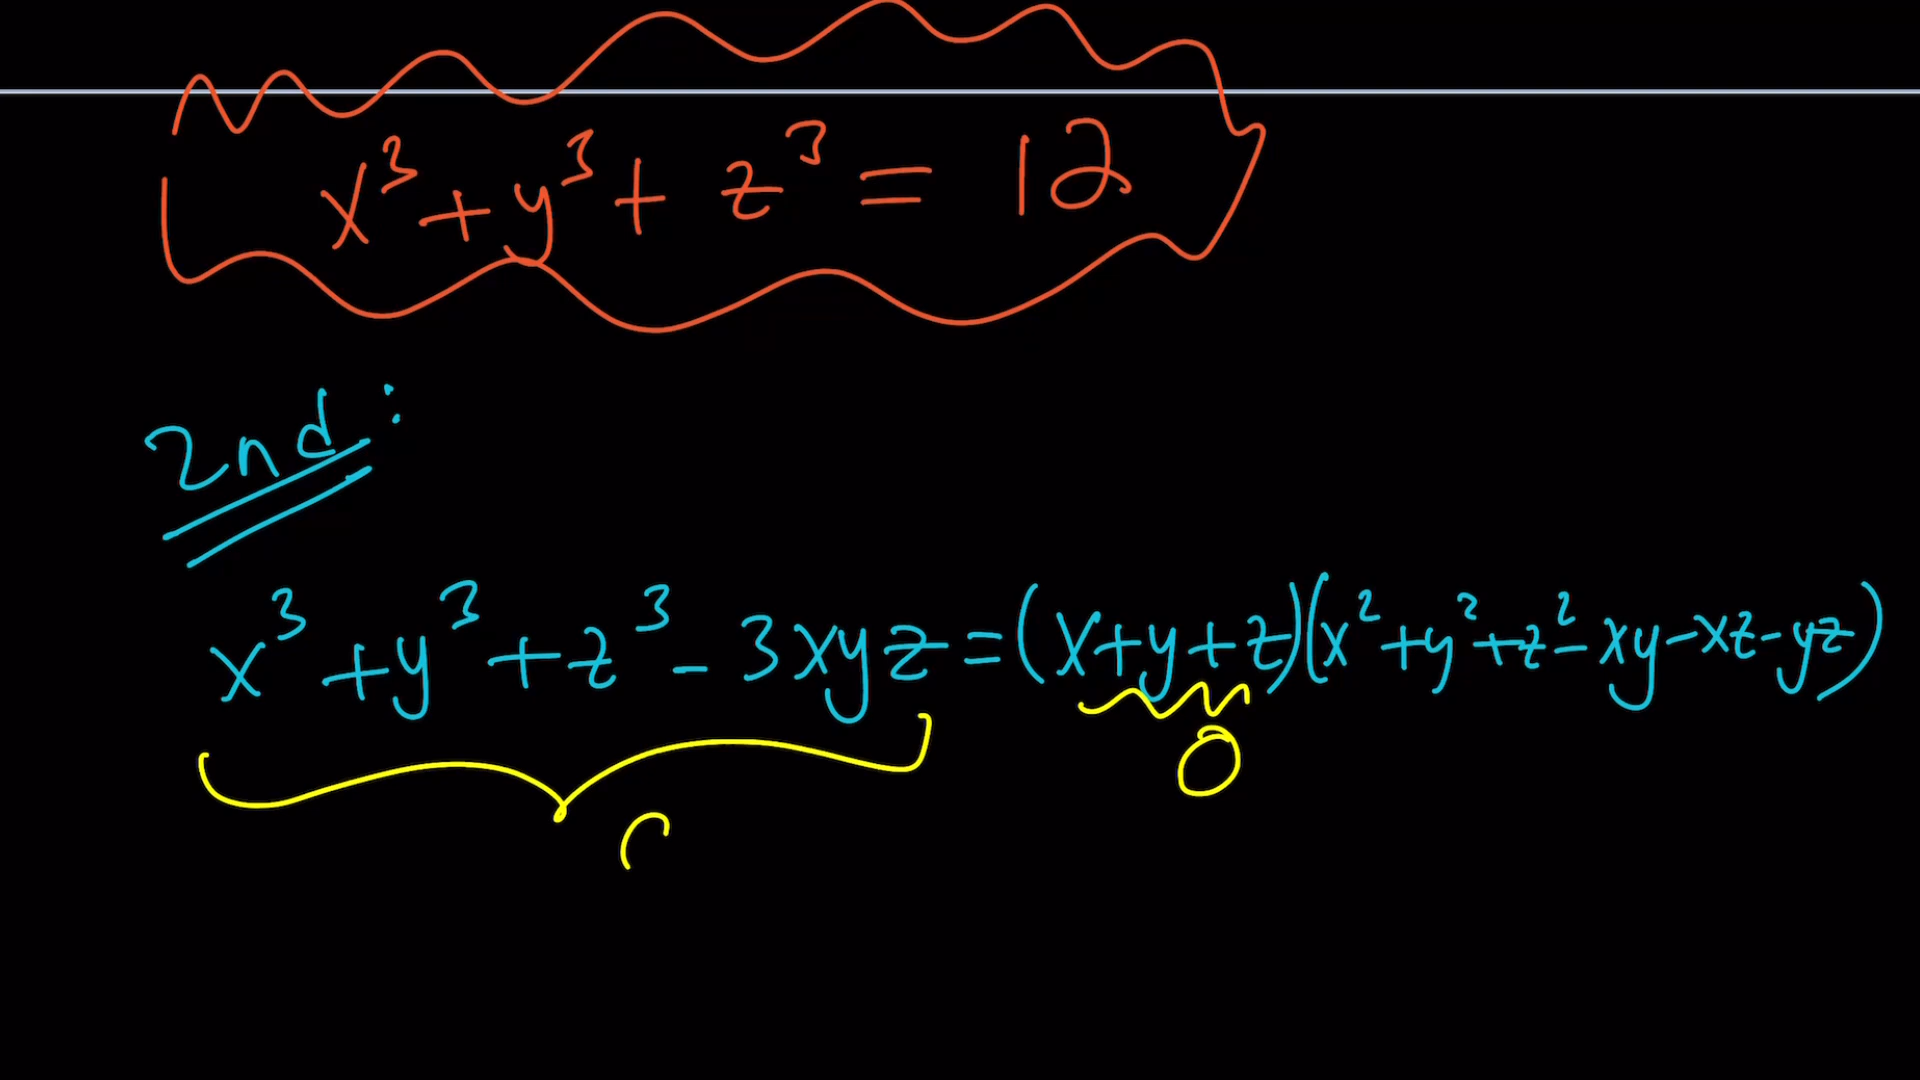 x³ + y³ + z³ = 12
2nd:
x³ + y³ + z³ - 3xyz = (x+y+z)(x²+y²+z²-xy-xz-yz)
0